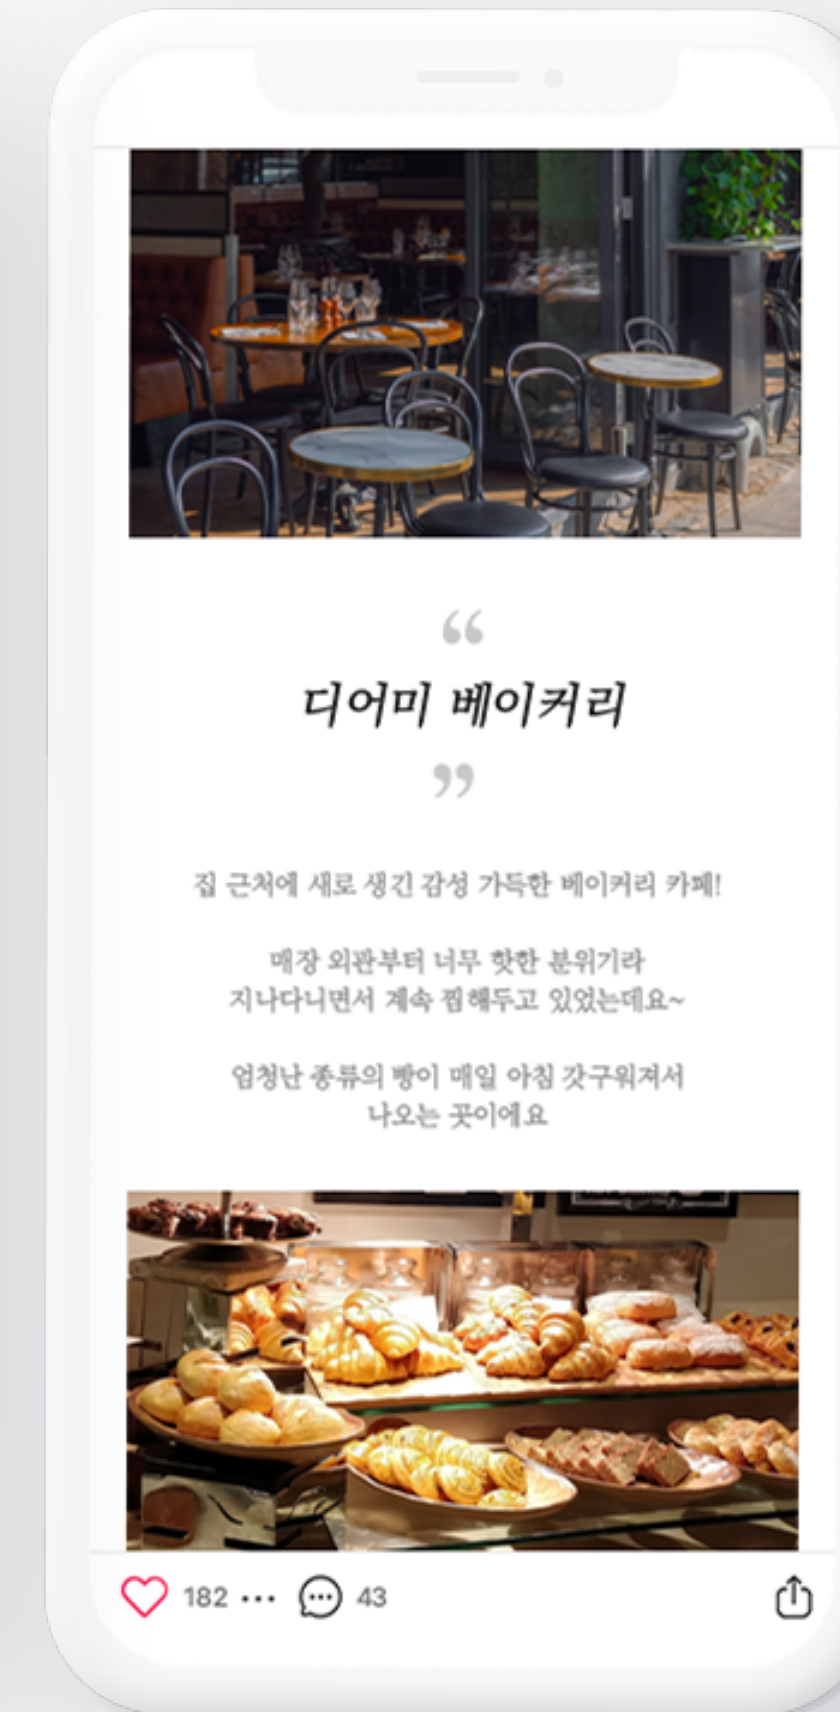 “
디어미 베이커리
”
집 근처에 새로 생긴 감성 가득한 베이커리 카페!
매장 외관부터 너무 핫한 분위기라
지나다니면서 계속 찜해두고 있었는데요~
엄청난 종류의 빵이 매일 아침 갓구워져서
나오는 곳이에요
182 ··· 43